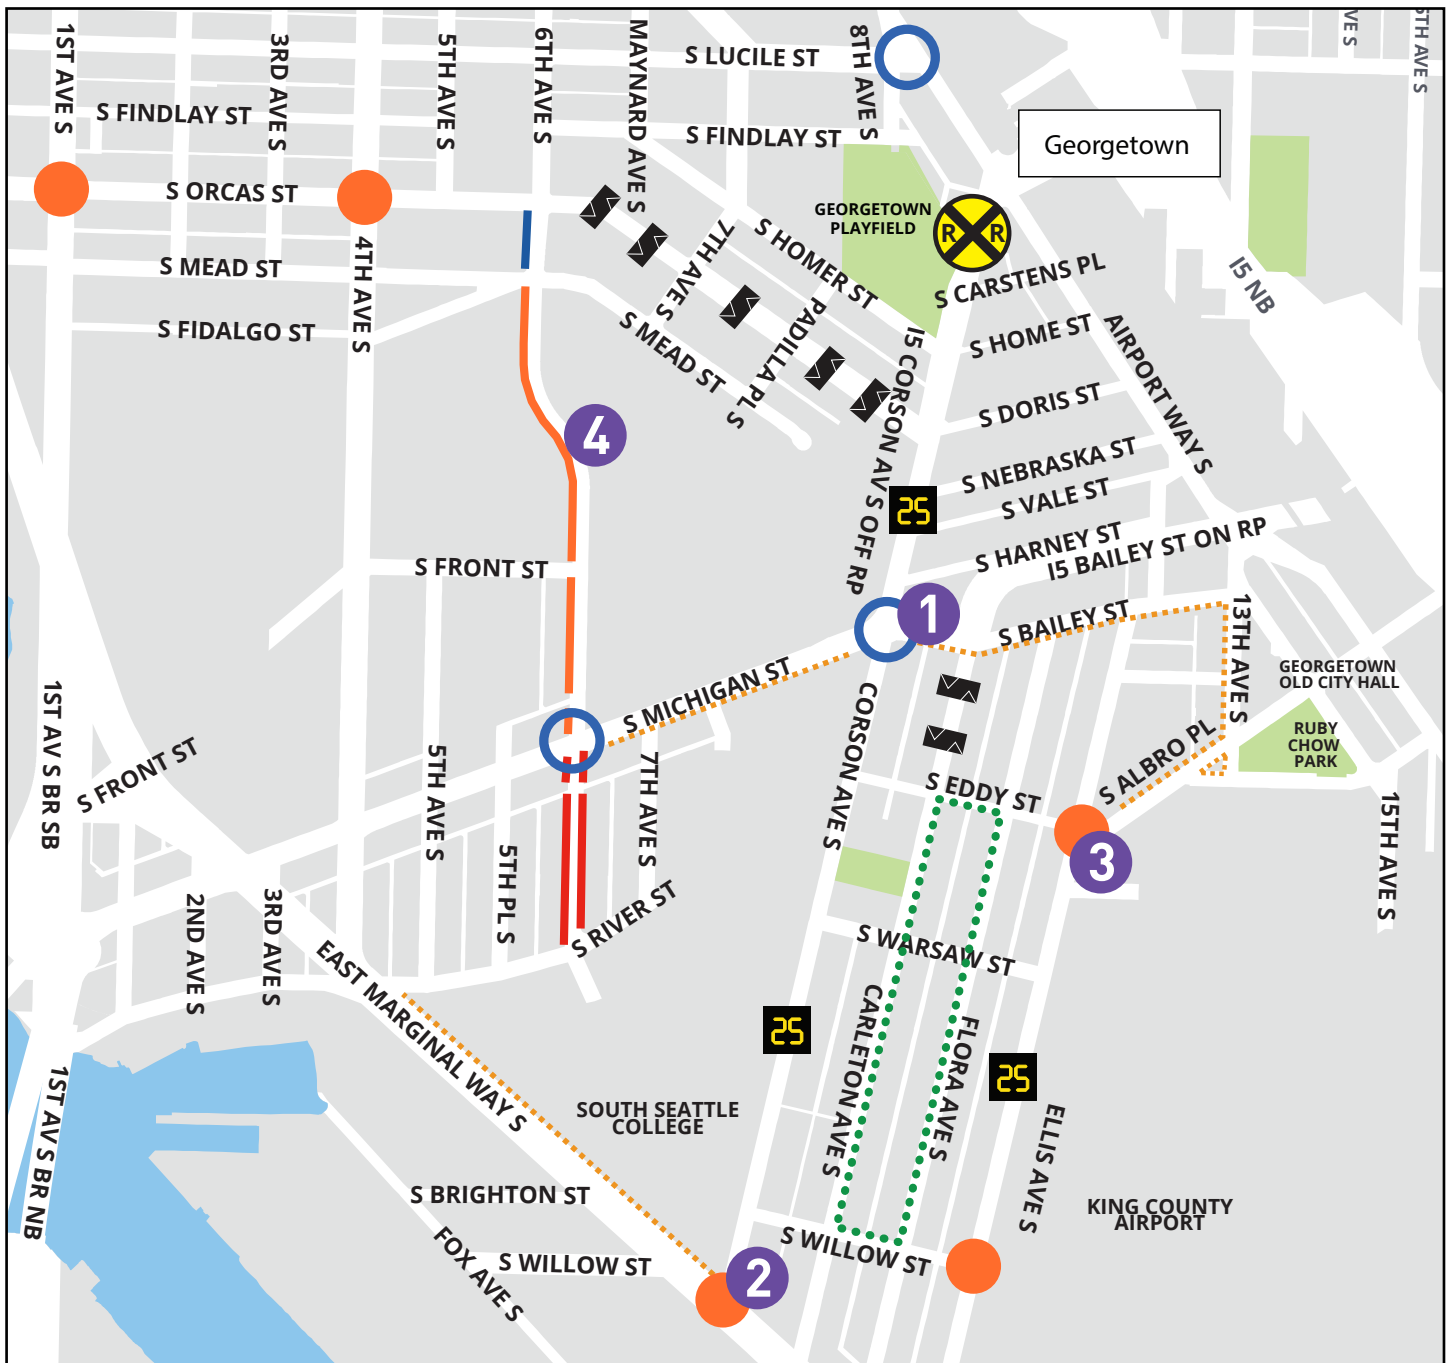 1ST AVE S
3RD AVE S
5TH AVE S
6TH AVE S
MAYNARD AVE S
S LUCILE ST
8TH AVE S
VE S
5TH AVE S
S FINDLAY ST
S FINDLAY ST
Georgetown
S ORCAS ST
GEORGETOWN
PLAYFIELD
R R
4TH AVE S
S MEAD ST
7TH AVE S
S HOMER ST
S CARSTENS PL
I5 NB
S FIDALGO ST
S MEAD ST
PADILLA PL S
I5 CORSON AV S OFF RP
S HOME ST
AIRPORT WAY S
S DORIS ST
4
S NEBRASKA ST
S VALE ST
25
S HARNEY ST
I5 BAILEY ST ON RP
S FRONT ST
1
S BAILEY ST
13TH AVE S
GEORGETOWN
OLD CITY HALL
S MICHIGAN ST
1ST AV S BR SB
CORSON AVE S
S FRONT ST
5TH AVE S
7TH AVE S
RUBY
CHOW
PARK
S ALBRO PL
S EDDY ST
15TH AVE S
3
5TH PL S
2ND AVE S
3RD AVE S
S RIVER ST
EAST MARGINAL WAY S
S WARSAW ST
CARLETON AVE S
FLORA AVE S
25
25
ELLIS AVE S
1ST AV S BR NB
SOUTH SEATTLE
COLLEGE
S BRIGHTON ST
KING COUNTY
AIRPORT
FOX AVE S
S WILLOW ST
S WILLOW ST
2